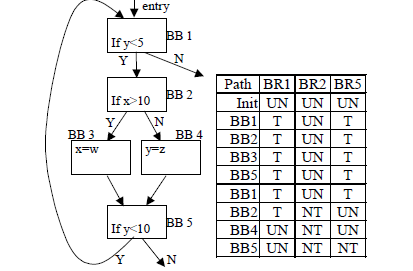 entry
BB 1
If y<5
Y
N
BB 2
If x>10
Y
N
BB 3
BB 4
x=w
y=z
BB 5
If y<10
Y
N
Path BR1 BR2 BR5
Init UN UN UN
BB1 T UN T
BB2 T UN T
BB3 T UN T
BB5 T UN T
BB1 T UN T
BB2 T NT UN
BB4 UN NT UN
BB5 UN NT NT